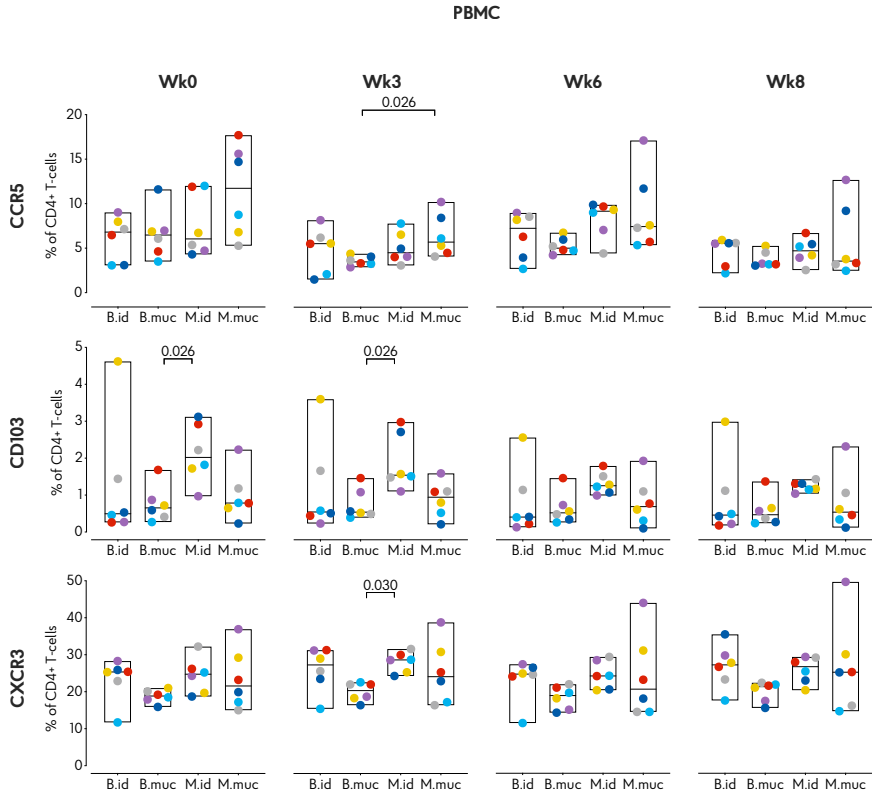 PBMC
Wk0 Wk3 Wk6 Wk8
CCR5
% of CD4+ T-cells
20
15
10
5
0
0.026
B.id B.muc M.id M.muc
B.id B.muc M.id M.muc
B.id B.muc M.id M.muc
B.id B.muc M.id M.muc
CD103
% of CD4+ T-cells
5
4
3
2
1
0
0.026
0.026
B.id B.muc M.id M.muc
B.id B.muc M.id M.muc
B.id B.muc M.id M.muc
B.id B.muc M.id M.muc
CXCR3
% of CD4+ T-cells
50
40
30
20
10
0
0.030
B.id B.muc M.id M.muc
B.id B.muc M.id M.muc
B.id B.muc M.id M.muc
B.id B.muc M.id M.muc